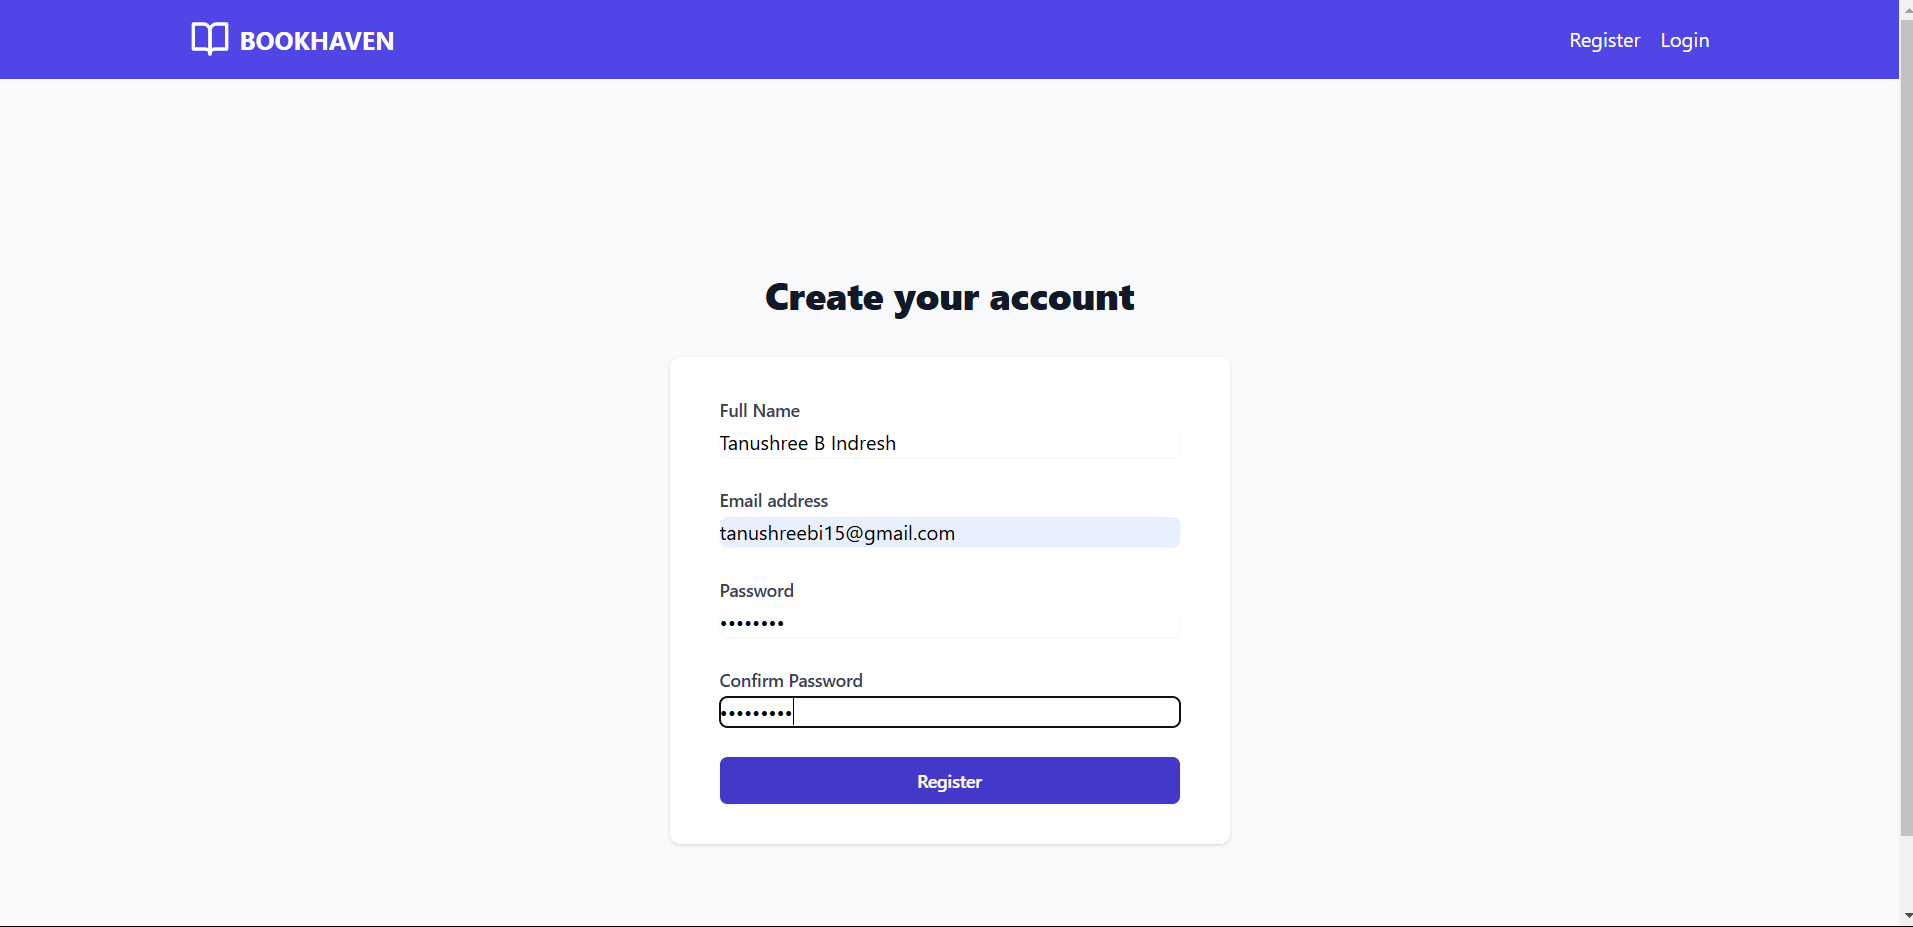 BOOKHAVEN
Register Login
Create your account
Full Name
Tanushree B Indresh
Email address
tanushreebi15@gmail.com
Password
••••••••
Confirm Password
•••••••••
Register